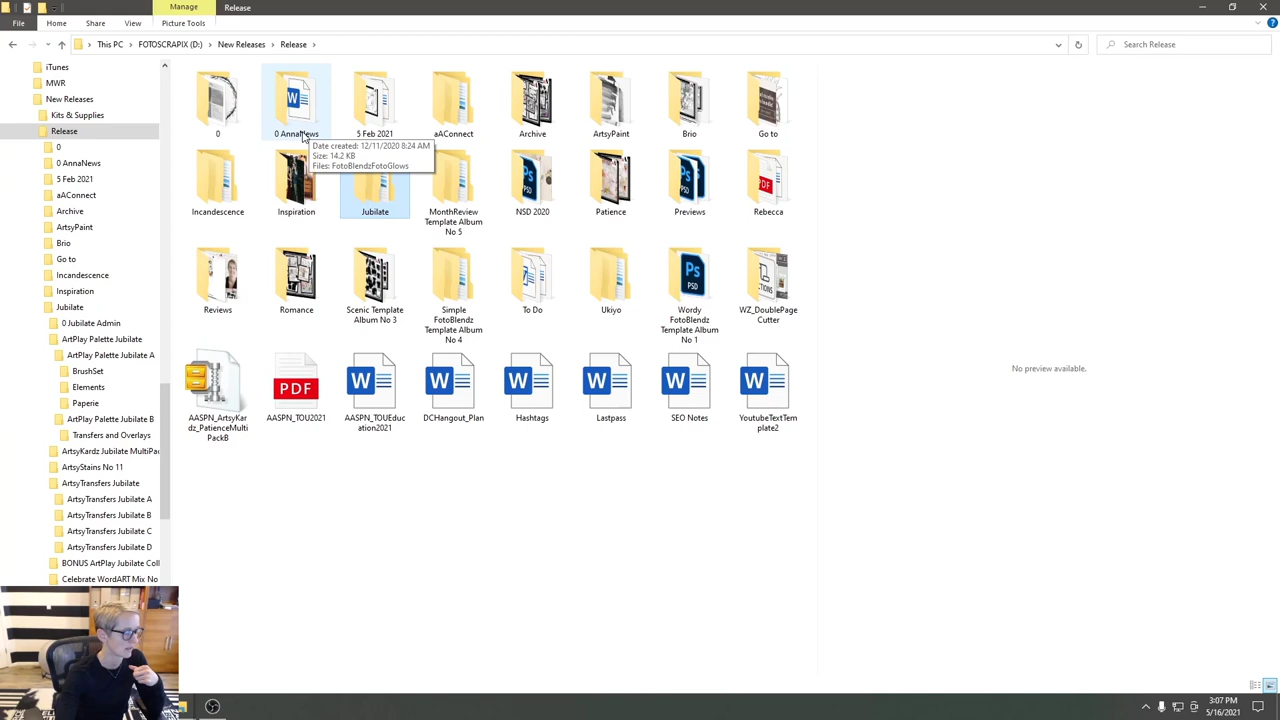 Manage
Release
File
Home
Share
View
Picture Tools
This PC
FOTOSCRAPIX (D:)
New Releases
Release
Search Release
iTunes
MWR
New Releases
Kits & Supplies
Release
0
0 AnnaNews
5 Feb 2021
aAConnect
Archive
ArtsyPaint
Brio
Go to
Incandescence
Inspiration
Jubilate
0 Jubilate Admin
ArtPlay Palette Jubilate
ArtPlay Palette Jubilate A
BrushSet
Elements
Paperie
ArtPlay Palette Jubilate B
Transfers and Overlays
ArtsyKardz Jubilate MultiPac
ArtsyStains No 11
ArtsyTransfers Jubilate
ArtsyTransfers Jubilate A
ArtsyTransfers Jubilate B
ArtsyTransfers Jubilate C
ArtsyTransfers Jubilate D
BONUS ArtPlay Jubilate Coll
Celebrate WordART Mix No
0
0 AnnaNews
5 Feb 2021
aAConnect
Archive
ArtsyPaint
Brio
Go to
Date created: 12/11/2020 8:24 AM
Size: 14.2 KB
Files: FotoBlendzFotoGlows
Incandescence
Inspiration
Jubilate
MonthReview
Template Album
No 5
NSD 2020
Patience
Previews
Rebecca
Reviews
Romance
Scenic Template
Album No 3
Simple
FotoBlendz
Template Album
No 4
To Do
Ukiyo
Wordy
FotoBlendz
Template Album
No 1
WZ_DoublePage
Cutter
AASPN_ArtsyKar
dz_PatienceMulti
PackB
AASPN_TOU2021
AASPN_TOUEduc
ation2021
DCHangout_Plan
Hashtags
Lastpass
SEO Notes
YoutubeTextTem
plate2
No preview available.
3:07 PM
5/16/2021